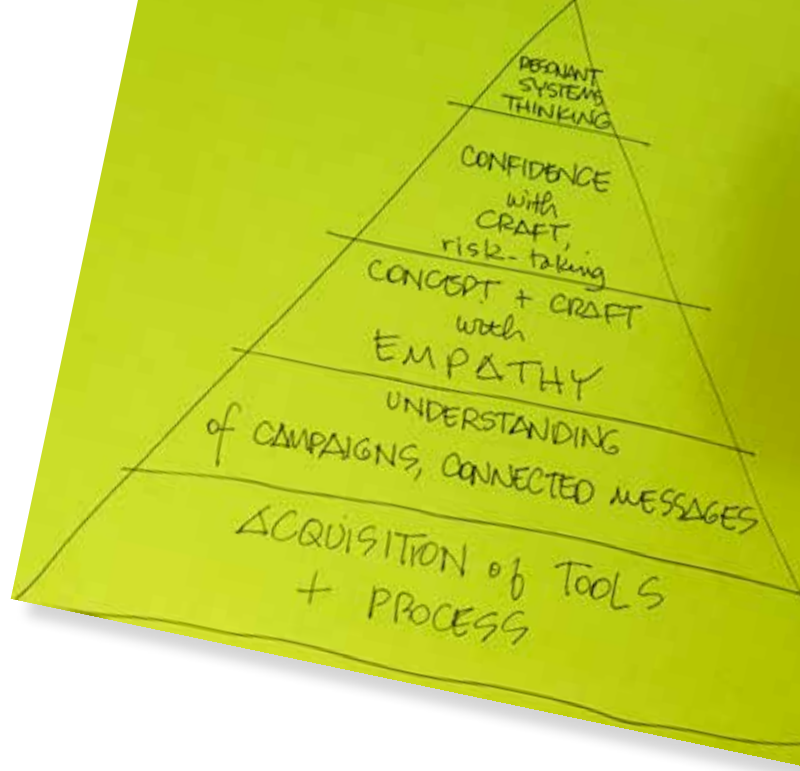 RESONANT
SYSTEMS
THINKING
CONFIDENCE
with
CRAFT,
risk-taking
CONCEPT + CRAFT
with
EMPATHY
UNDERSTANDING
of CAMPAIGNS, CONNECTED MESSAGES
ACQUISITION of TOOLS
+ PROCESS